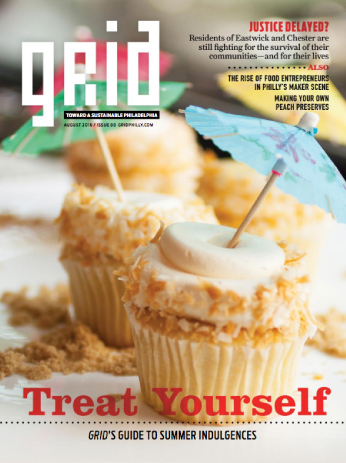 grid
TOWARD A SUSTAINABLE PHILADELPHIA
AUGUST 2016 / ISSUE 88 GRIDPHILLY.COM
JUSTICE DELAYED?
Residents of Eastwick and Chester are
still fighting for the survival of their
communities—and for their lives
ALSO
THE RISE OF FOOD ENTREPRENEURS
IN PHILLY'S MAKER SCENE
MAKING YOUR OWN
PEACH PRESERVES
Treat Yourself
GRID'S GUIDE TO SUMMER INDULGENCES